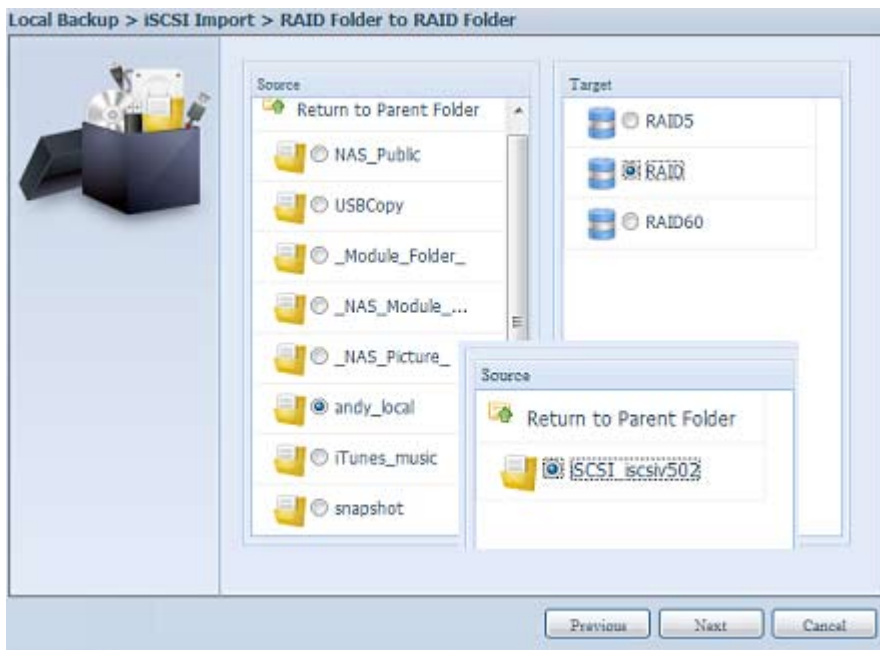 Local Backup > iSCSI Import > RAID Folder to RAID Folder
Source
Return to Parent Folder
NAS_Public
USBCopy
_Module_Folder_
_NAS_Module_...
_NAS_Picture_
andy_local
iTunes_music
snapshot
Target
RAID5
RAID
RAID60
Source
Return to Parent Folder
iSCSI_iscsiv502
Previous
Next
Cancel